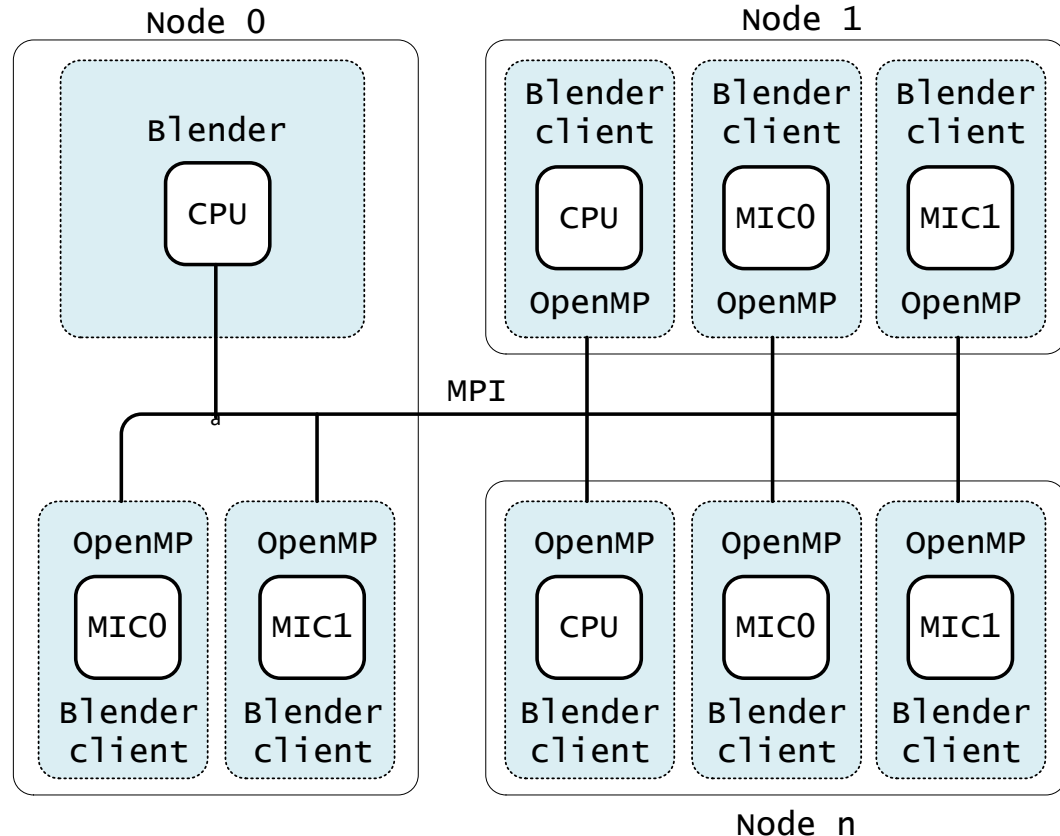 Node 0
Blender
CPU
a
OpenMP
MIC0
Blender
client
OpenMP
MIC1
Blender
client
MPI
Node 1
Blender
client
CPU
OpenMP
Blender
client
MIC0
OpenMP
Blender
client
MIC1
OpenMP
OpenMP
CPU
Blender
client
OpenMP
MIC0
Blender
client
OpenMP
MIC1
Blender
client
Node n